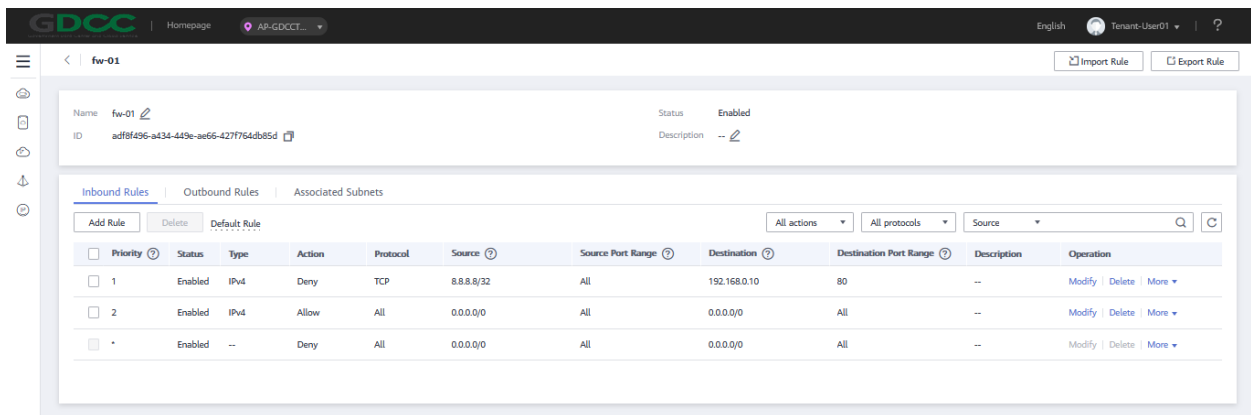 GDCC | Homepage AP-GDCCT... English Tenant-User01 | ?
< fw-01 Import Rule Export Rule
Name fw-01 Status Enabled
ID adf8f496-a434-449e-ae66-427f764db85d Description --
Inbound Rules | Outbound Rules | Associated Subnets
Add Rule Delete Default Rule All actions All protocols Source
Priority ? Status Type Action Protocol Source ? Source Port Range ? Destination ? Destination Port Range ? Description Operation
1 Enabled IPv4 Deny TCP 8.8.8.8/32 All 192.168.0.10 80 -- Modify | Delete | More
2 Enabled IPv4 Allow All 0.0.0.0/0 All 0.0.0.0/0 All -- Modify | Delete | More
* Enabled -- Deny All 0.0.0.0/0 All 0.0.0.0/0 All -- Modify | Delete | More